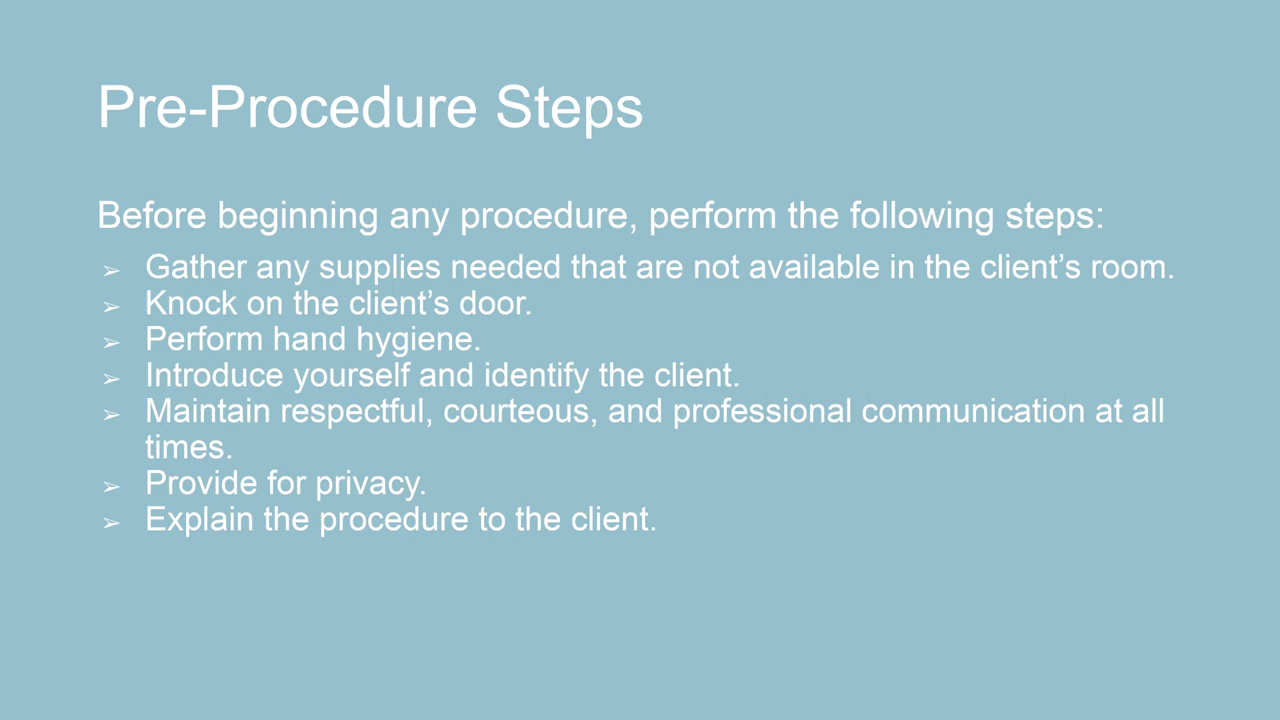 Pre-Procedure Steps
Before beginning any procedure, perform the following steps:
➢ Gather any supplies needed that are not available in the client’s room.
➢ Knock on the client’s door.
➢ Perform hand hygiene.
➢ Introduce yourself and identify the client.
➢ Maintain respectful, courteous, and professional communication at all
times.
➢ Provide for privacy.
➢ Explain the procedure to the client.